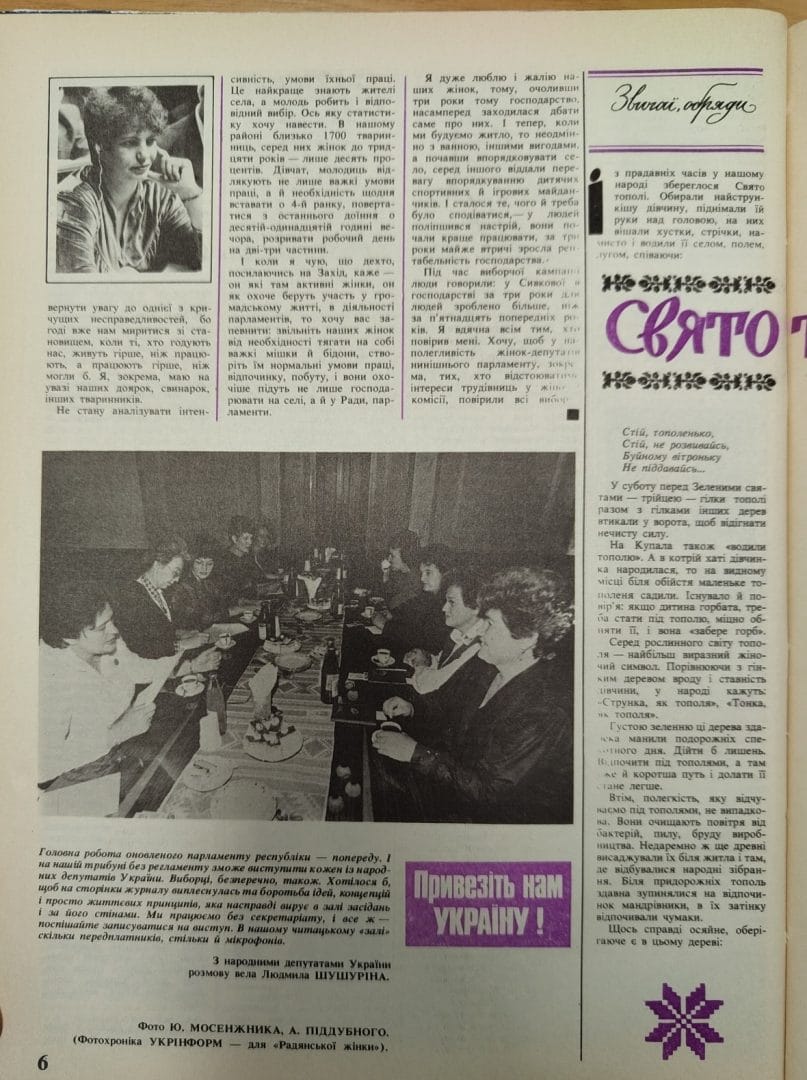 вернути увагу до однієї з кри-
чущих несправедливостей, бо
годі вже нам миритися зі ста-
новищем, коли ті, хто годують
нас, живуть гірше, ніж працю-
ють, а працюють гірше, ніж
могли б. Я, зокрема, маю на
увазі наших доярок, свинарок,
інших тваринників.
Не стану аналізувати інтен-
сивність, умови їхньої праці.
Це найкраще знають жителі
села, а молодь робить і відпо-
відний вибір. Ось яку статисти-
ку хочу навести. В нашому
районі близько 1700 тварин-
ниць, серед них жінок до трид-
цяти років — лише десять про-
центів. Дівчат, молодиць від-
лякують не лише важкі умови
праці, а й необхідність щодня
вставати о 4-й ранку, поверта-
тися з останнього доїння о
десятій-одинадцятій годині ве-
чора, розривати робочий день
на дві-три частини.
І коли я чую, що дехто,
посилаючись на Захід, каже —
он які там активні жінки, он
як охоче беруть участь у гро-
мадському житті, в діяльності
парламентів, то хочу вас за-
певнити: звільніть наших жінок
від необхідності тягати на собі
важкі мішки й бідони, ство-
ріть їм нормальні умови праці,
відпочинку, побуту, і вони охо-
чіше підуть не лише господа-
рювати на селі, а й у Ради, пар-
ламенти.
Я дуже люблю і жалію на-
ших жінок, тому, очоливши
три роки тому господарство,
насамперед заходилася дбати
саме про них. І тепер, коли
ми будуємо житло, то неодмін-
но з ванною, іншими вигодами,
а почавши впорядковувати се-
ло, серед іншого віддали пере-
вагу впорядкуванню дитячих
спортивних й ігрових майдан-
чиків. І сталося те, чого й треба
було сподіватися,— у людей
поліпшився настрій, вони по-
чали краще працювати, за три
роки майже втричі зросла рен-
табельність господарства.
Під час виборчої кампанії
люди говорили: у Сивкової в
господарстві за три роки для
людей зроблено більше, ніж
за п'ятнадцять попередніх ро-
ків. Я вдячна всім тим, хто
повірив мені. Хочу, щоб у на-
полегливість жінок-депутатів
нинішнього парламенту, зокре-
ма, тих, хто відстоюватиме
інтереси трудівниць у жіно
комісії, повірили всі вибор
Головна робота оновленого парламенту республіки — попереду. І
на нашій трибуні без регламенту зможе виступити кожен із народ-
них депутатів України. Виборці, безперечно, також. Хотілося б,
щоб на сторінки журналу виплеснулась та боротьба ідей, концепцій
і просто життєвих принципів, яка насправді вирує в залі засідань
і за його стінами. Ми працюємо без секретаріату, і все ж —
поспішайте записуватися на виступ. В нашому читацькому «залі»
скільки передплатників, стільки й мікрофонів.
З народними депутатами України
розмову вела Людмила ШУШУРІНА.
Привезіть нам
УКРАЇНУ !
Фото Ю. МОСЕНЖНИКА, А. ПІДДУБНОГО.
(Фотохроніка УКРІНФОРМ — для «Радянської жінки»).
6
Звичаї, обряди
із прадавніх часів у нашому
народі збереглося Свято
тополі. Обирали найструн-
кішу дівчину, піднімали їй
руки над головою, на них
вішали хустки, стрічки, на-
мисто і водили її селом, полем,
лугом, співаючи:
Свято т
Стій, тополенько,
Стій, не розвивайсь,
Буйному вітроньку
Не піддавайсь...
У суботу перед Зеленими свя-
тами — трійцею — гілки тополі
разом з гілками інших дерев
втикали у ворота, щоб відігнати
нечисту силу.
На Купала також «водили
тополю». А в котрій хаті дівчин-
ка народилася, то на видному
місці біля обійстя маленьке то-
поленя садили. Існувало й по-
вір'я: якщо дитина горбата, тре-
ба стати під тополю, міцно об-
няти її, і вона «забере горб».
Серед рослинного світу топо-
ля — найбільш виразний жіно-
чий символ. Порівнюючи з гін-
ким деревом вроду і ставність
дівчини, у народі кажуть:
«Струнка, як тополя», «Тонка,
як тополя».
Густою зеленню ці дерева зда-
лека манили подорожніх спе-
котного дня. Дійти б лишень.
Відпочити під тополями, а там
вже й коротша путь і долати її
стане легше.
Втім, полегкість, яку відчу-
ваємо під тополями, не випадко-
ва. Вони очищають повітря від
бактерій, пилу, бруду вироб-
ництва. Недаремно ж ще древні
висаджували їх біля житла і там,
де відбувалися народні зібран-
ня. Біля придорожніх тополь
здавна зупинялися на відпочи-
нок мандрівники, в їх затінку
відпочивали чумаки.
Щось справді осяйне, обері-
гаюче є в цьому дереві: